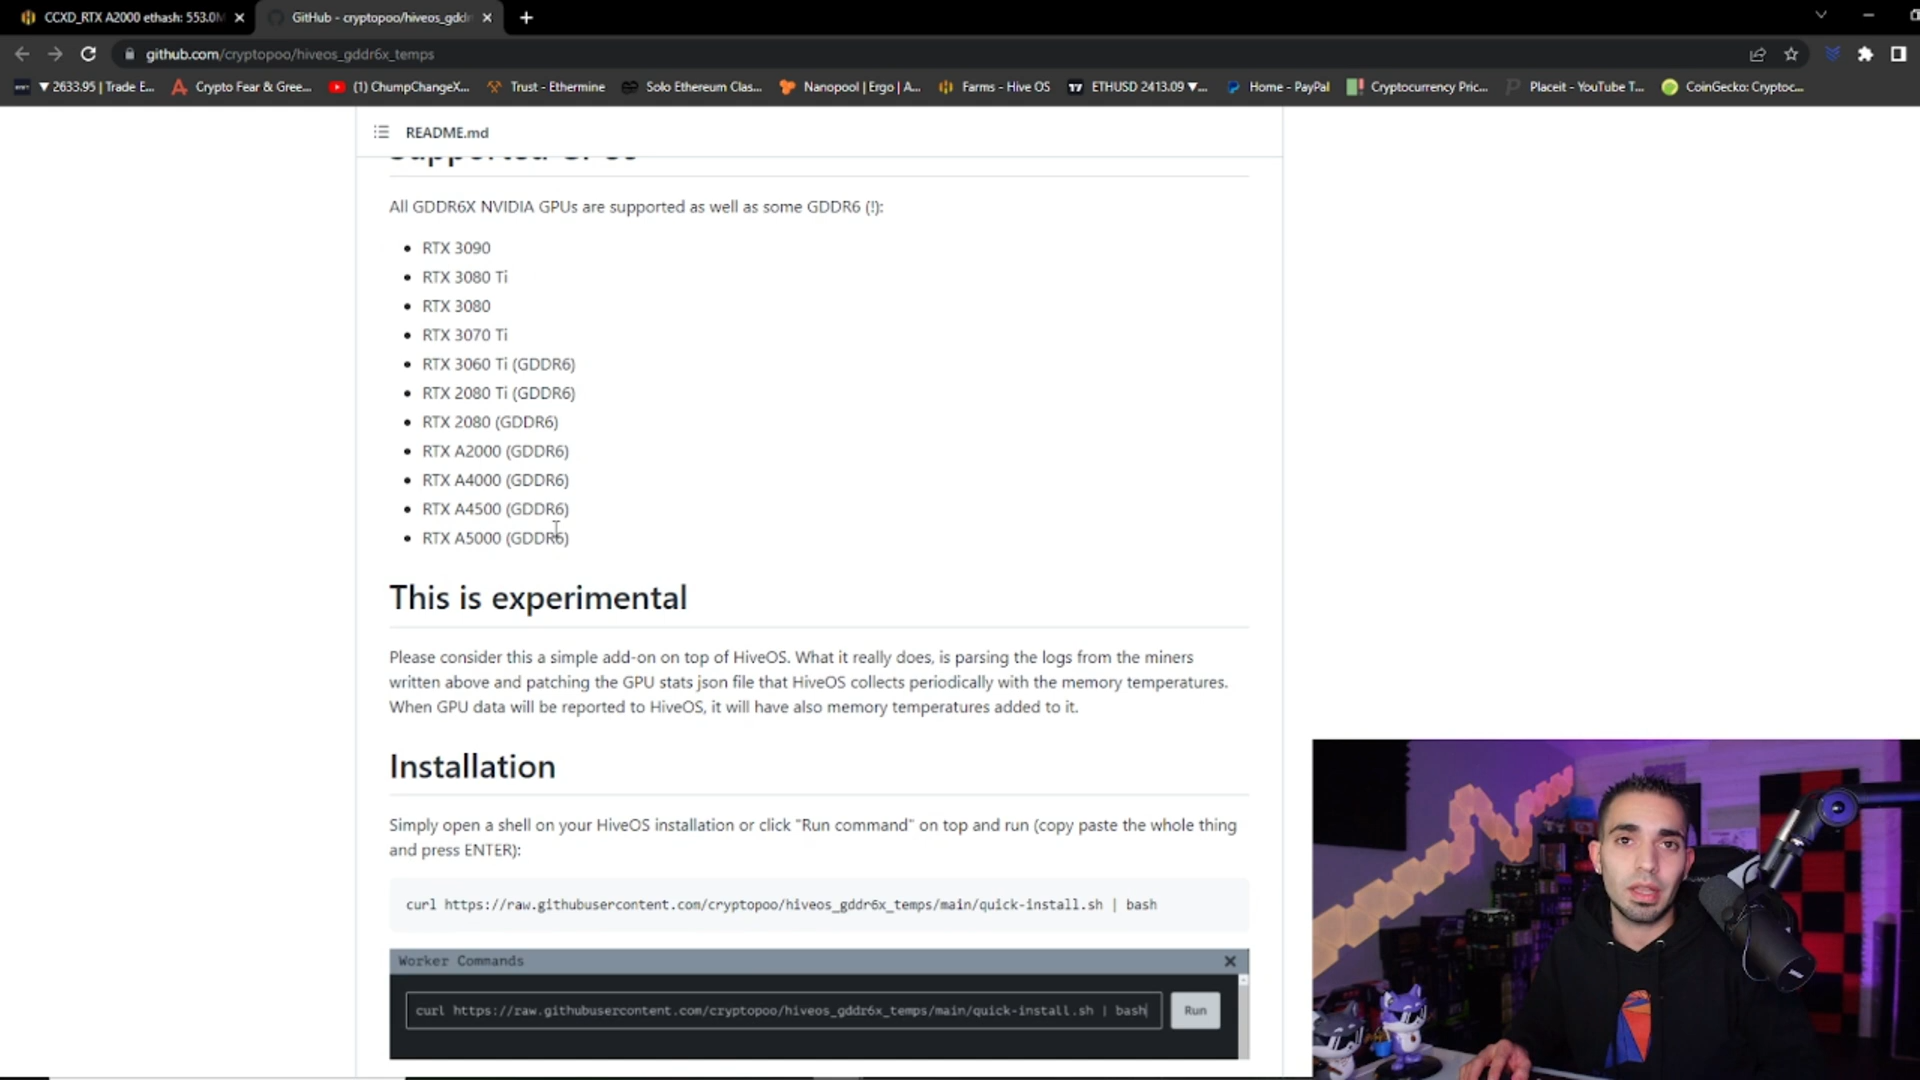 CCXD_RTX A2000 ethash: 553.0M
GitHub - cryptopoo/hiveos_gddr
github.com/cryptopoo/hiveos_gddr6x_temps
▼ 2633.95 | Trade E...
Crypto Fear & Gree...
(1) ChumpChangeX...
Trust - Ethermine
Solo Ethereum Clas...
Nanopool | Ergo | A...
Farms - Hive OS
ETHUSD 2413.09 ▼...
Home - PayPal
Cryptocurrency Pric...
Placeit - YouTube T...
CoinGecko: Cryptoc...
README.md
All GDDR6X NVIDIA GPUs are supported as well as some GDDR6 (!):
RTX 3090
RTX 3080 Ti
RTX 3080
RTX 3070 Ti
RTX 3060 Ti (GDDR6)
RTX 2080 Ti (GDDR6)
RTX 2080 (GDDR6)
RTX A2000 (GDDR6)
RTX A4000 (GDDR6)
RTX A4500 (GDDR6)
RTX A5000 (GDDR6)
This is experimental
Please consider this a simple add-on on top of HiveOS. What it really does, is parsing the logs from the miners
written above and patching the GPU stats json file that HiveOS collects periodically with the memory temperatures.
When GPU data will be reported to HiveOS, it will have also memory temperatures added to it.
Installation
Simply open a shell on your HiveOS installation or click "Run command" on top and run (copy paste the whole thing
and press ENTER):
curl https://raw.githubusercontent.com/cryptopoo/hiveos_gddr6x_temps/main/quick-install.sh | bash
Worker Commands
curl https://raw.githubusercontent.com/cryptopoo/hiveos_gddr6x_temps/main/quick-install.sh | bash
Run